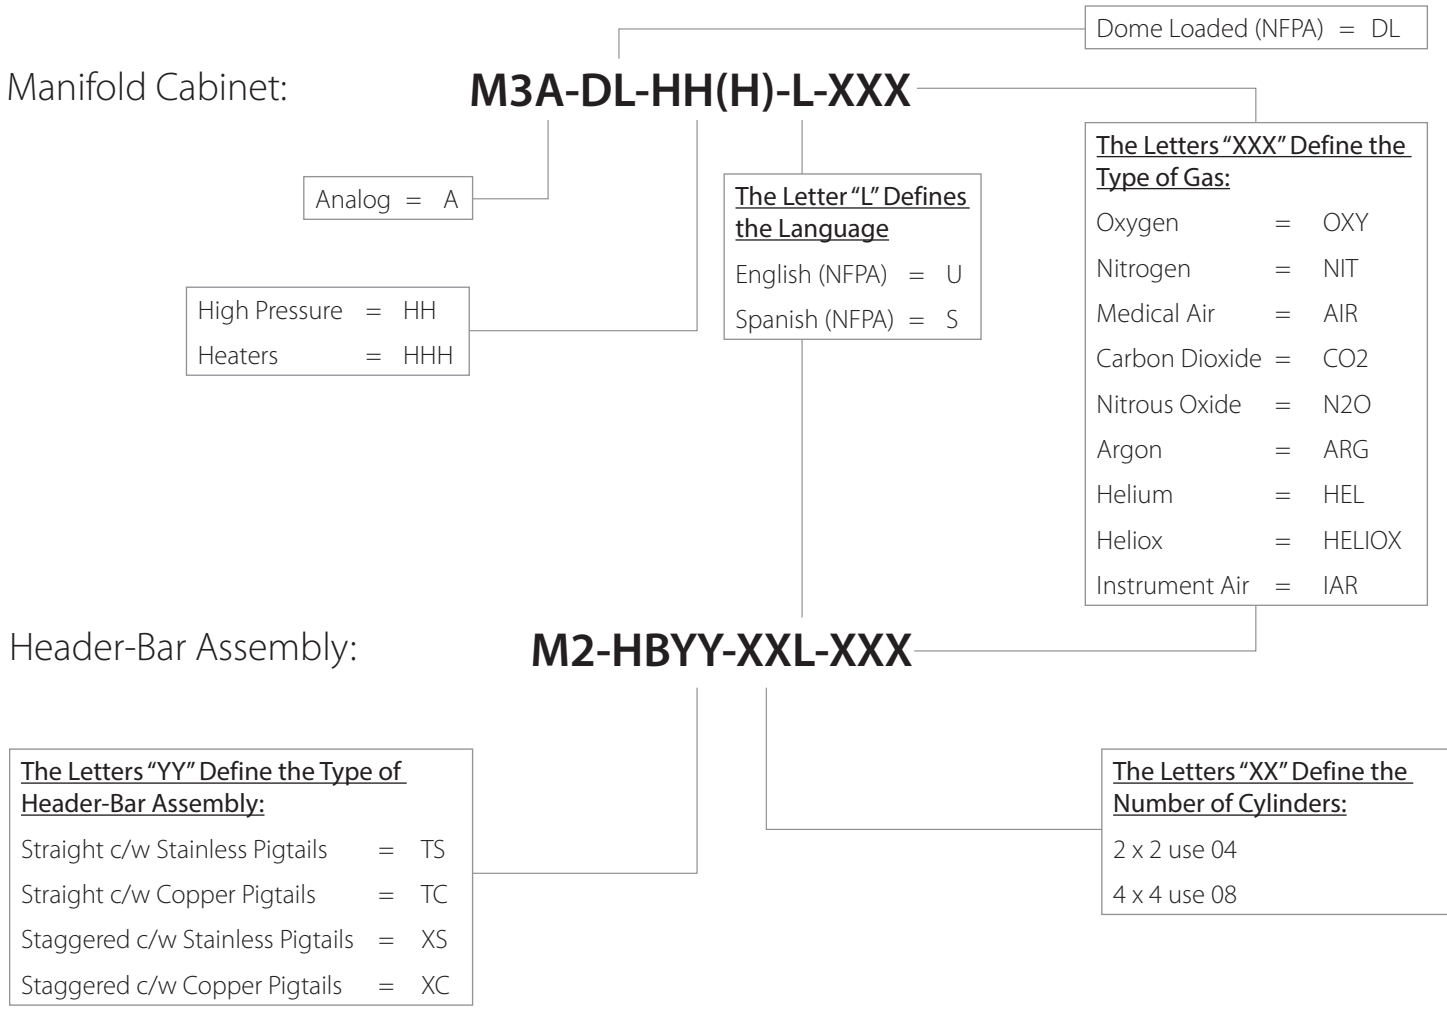 Dome Loaded (NFPA) = DL
Manifold Cabinet:
M3A-DL-HH(H)-L-XXX
Analog = A
High Pressure = HH
Heaters = HHH
The Letter “L” Defines
the Language
English (NFPA) = U
Spanish (NFPA) = S
The Letters “XXX” Define the
Type of Gas:
Oxygen = OXY
Nitrogen = NIT
Medical Air = AIR
Carbon Dioxide = CO2
Nitrous Oxide = N2O
Argon = ARG
Helium = HEL
Heliox = HELIOX
Instrument Air = IAR
Header-Bar Assembly:
M2-HBYY-XXL-XXX
The Letters “YY” Define the Type of
Header-Bar Assembly:
Straight c/w Stainless Pigtails = TS
Straight c/w Copper Pigtails = TC
Staggered c/w Stainless Pigtails = XS
Staggered c/w Copper Pigtails = XC
The Letters “XX” Define the
Number of Cylinders:
2 x 2 use 04
4 x 4 use 08